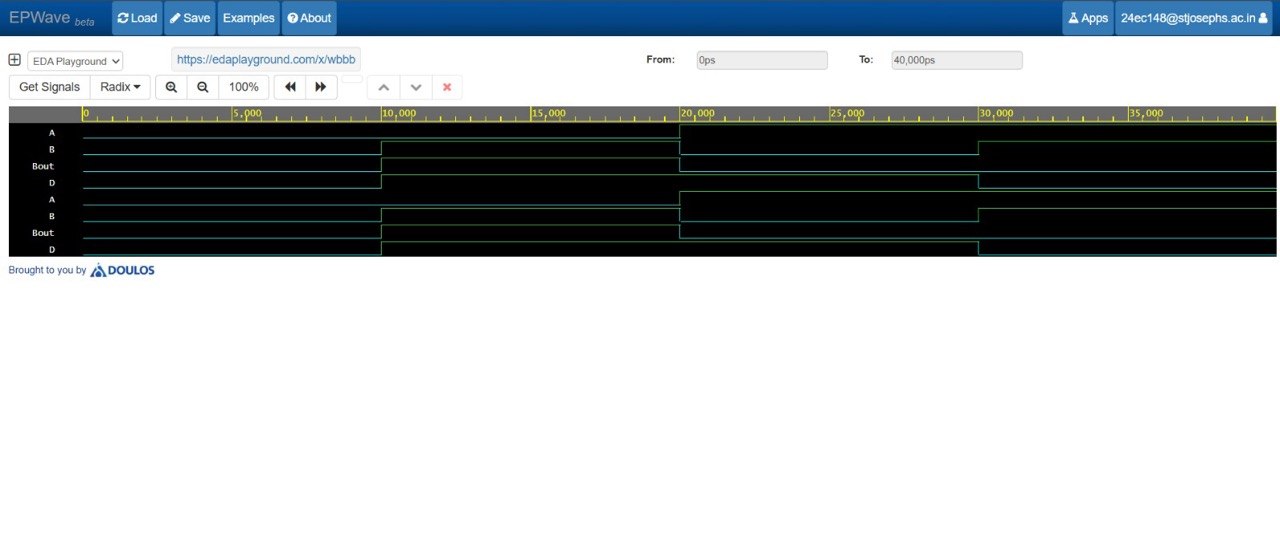 EPWave beta Load Save Examples About Apps 24ec148@stjosephs.ac.in
EDA Playground https://edaplayground.com/x/wbbb From: 0ps To: 40,000ps
Get Signals Radix 100%
0 5,000 10,000 15,000 20,000 25,000 30,000 35,000
A
B
Bout
D
A
B
Bout
D
Brought to you by DOULOS